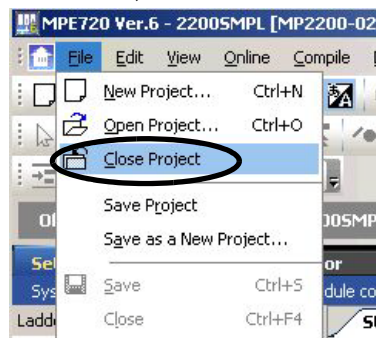 MPE720 Ver.6 - 2200SMPL [MP2200-02
File Edit View Online Compile
New Project... Ctrl+N
Open Project... Ctrl+O
Close Project
Save Project
Save as a New Project...
Save Ctrl+S
Close Ctrl+F4